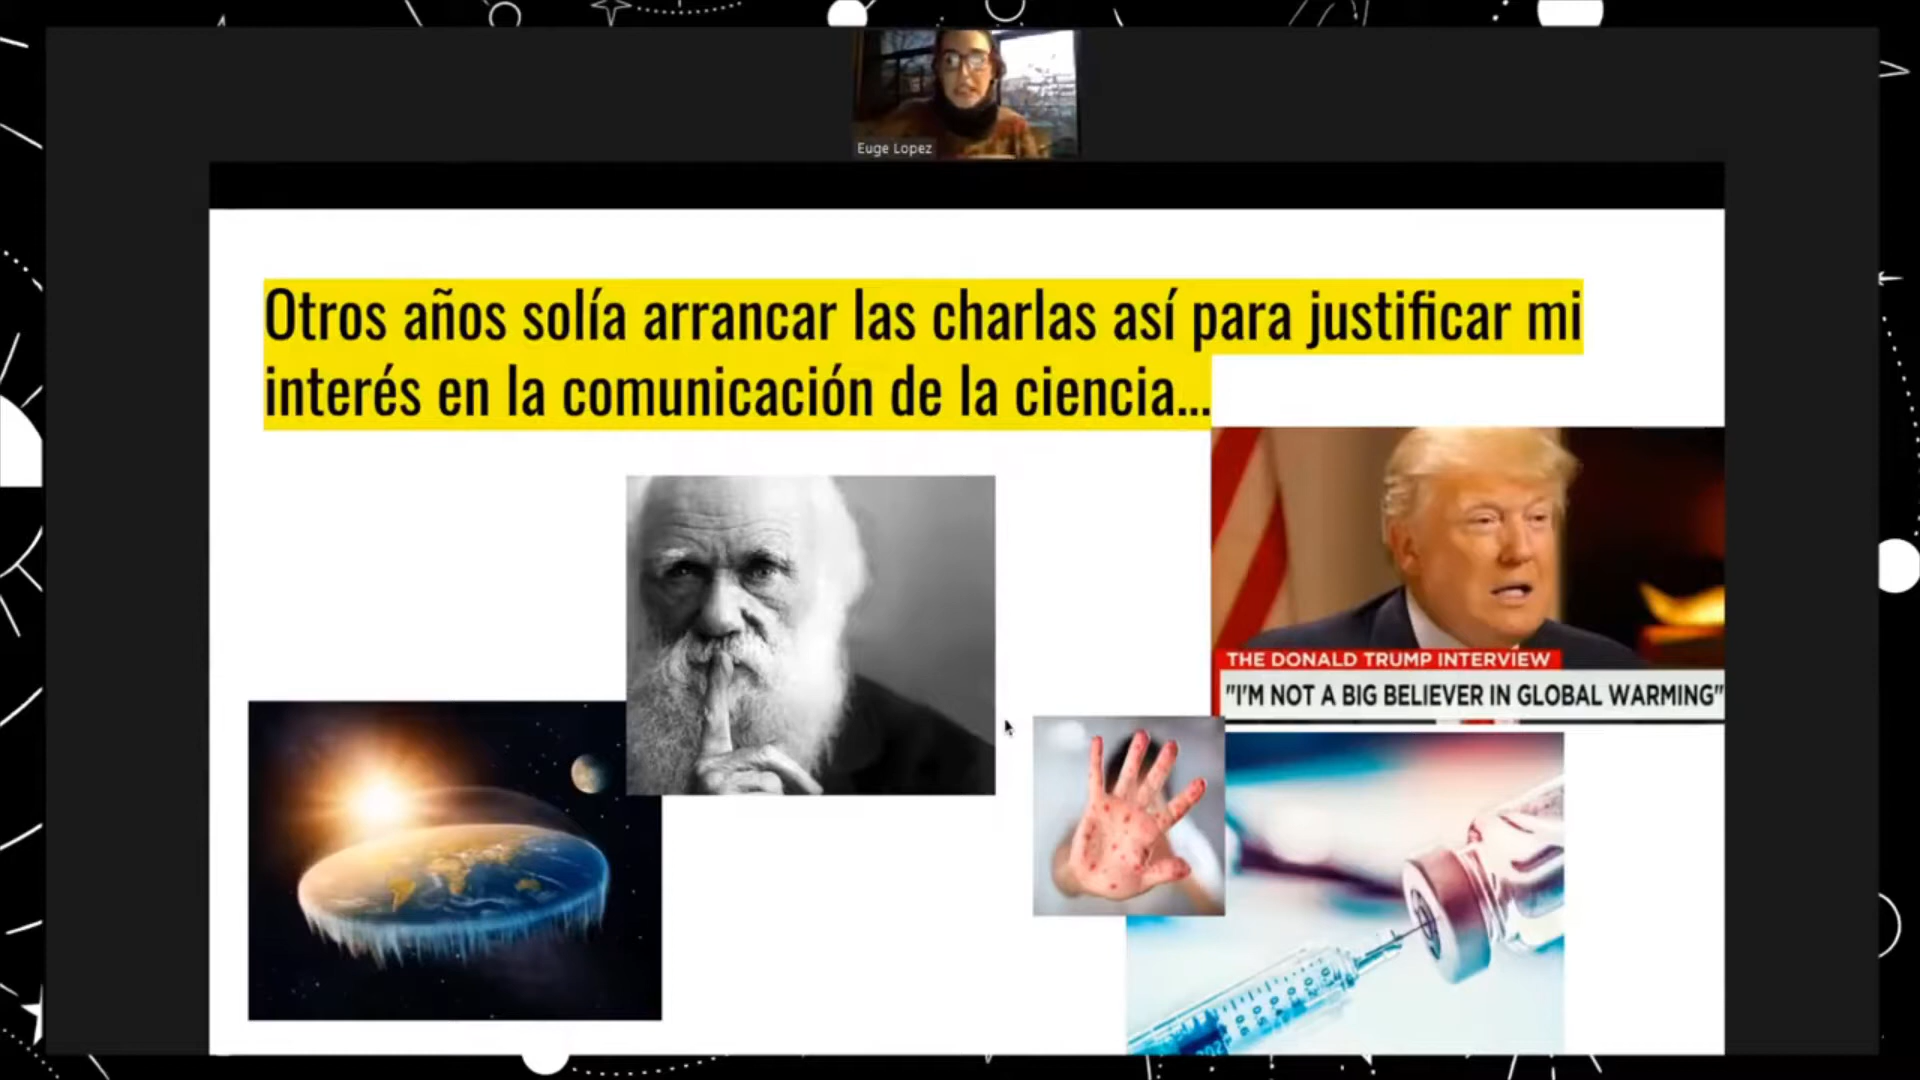 Euge Lopez
Otros años solía arrancar las charlas así para justificar mi
interés en la comunicación de la ciencia...
THE DONALD TRUMP INTERVIEW
"I'M NOT A BIG BELIEVER IN GLOBAL WARMING"